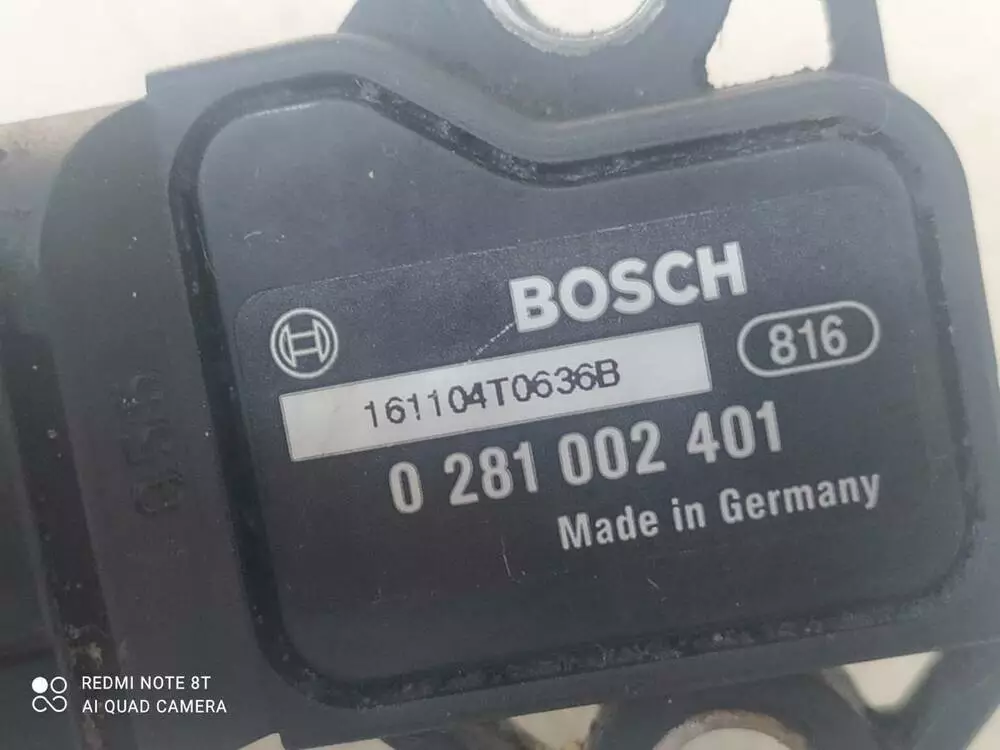 BOSCH
816
161104T0636B
0 281 002 401
Made in Germany
REDMI NOTE 8T
AI QUAD CAMERA